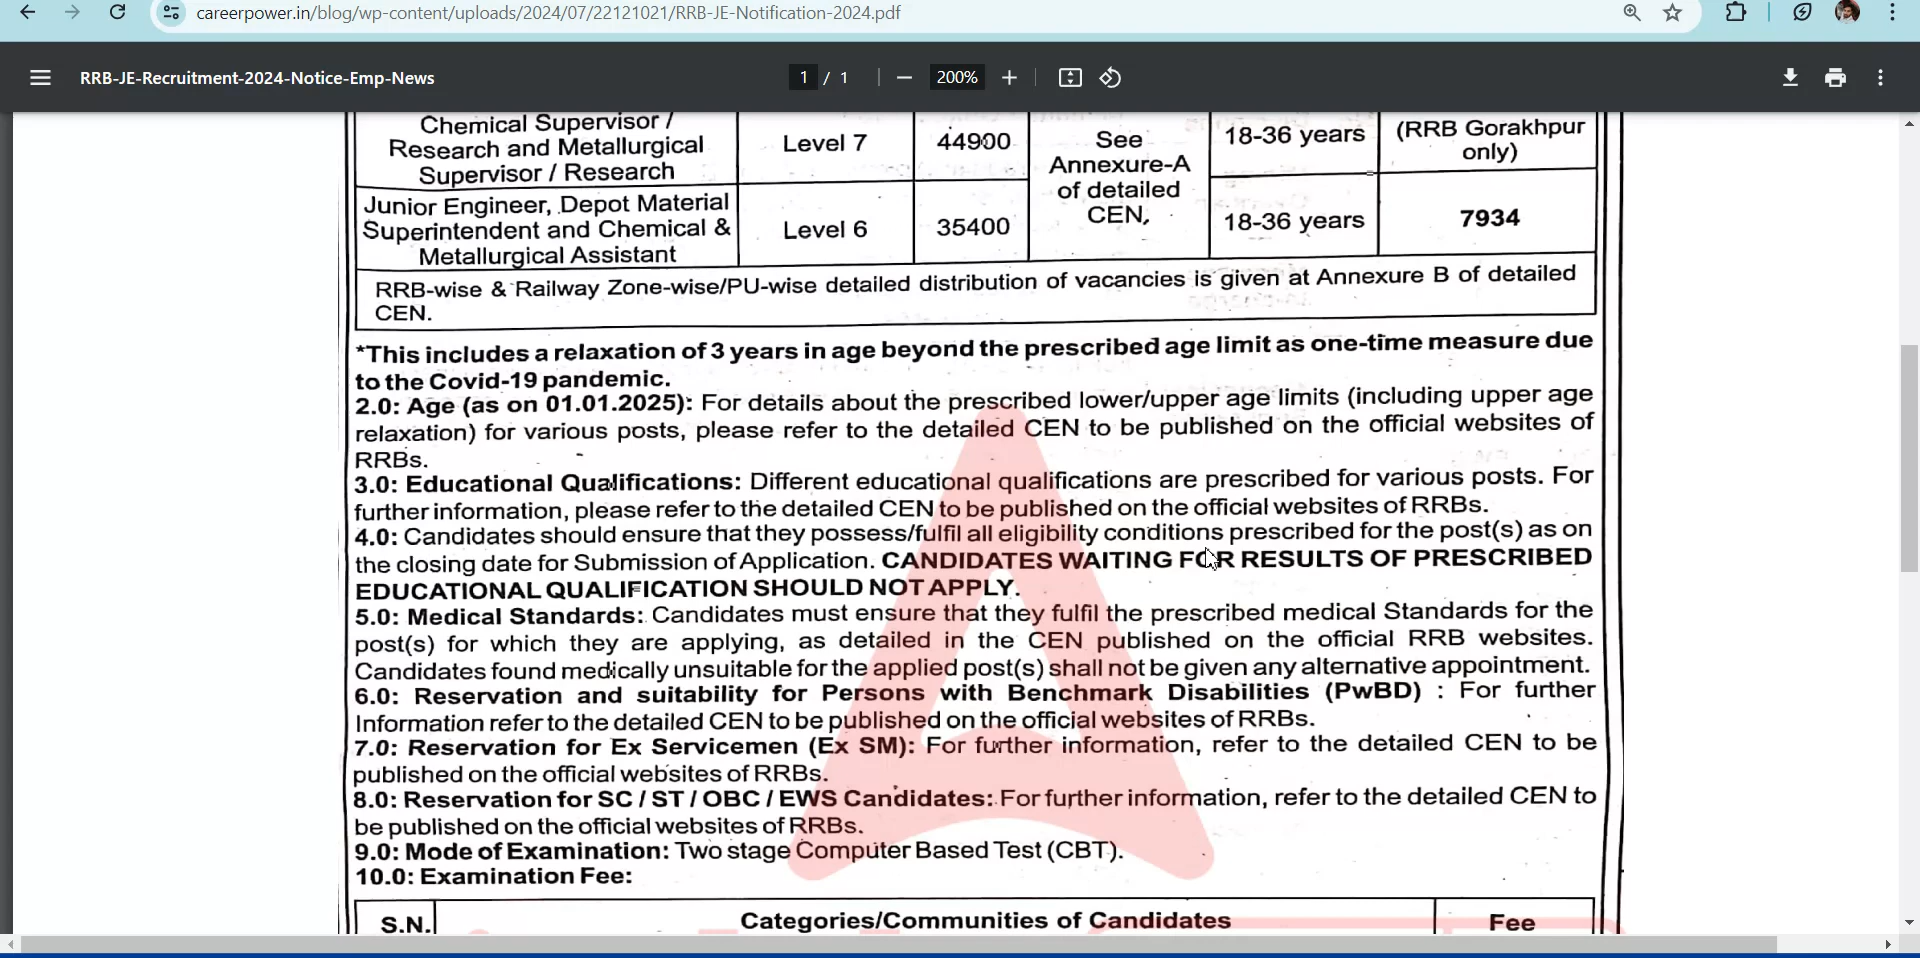 careerpower.in/blog/wp-content/uploads/2024/07/22121021/RRB-JE-Notification-2024.pdf
RRB-JE-Recruitment-2024-Notice-Emp-News
1 / 1
200%
Chemical Supervisor /
Research and Metallurgical
Supervisor / Research
Level 7
44900
See
Annexure-A
of detailed
CEN,
18-36 years
(RRB Gorakhpur
only)
Junior Engineer, Depot Material
Superintendent and Chemical &
Metallurgical Assistant
Level 6
35400
18-36 years
7934
RRB-wise & Railway Zone-wise/PU-wise detailed distribution of vacancies is given at Annexure B of detailed
CEN.
*This includes a relaxation of 3 years in age beyond the prescribed age limit as one-time measure due
to the Covid-19 pandemic.
2.0: Age (as on 01.01.2025): For details about the prescribed lower/upper age limits (including upper age
relaxation) for various posts, please refer to the detailed CEN to be published on the official websites of
RRBs.
3.0: Educational Qualifications: Different educational qualifications are prescribed for various posts. For
further information, please refer to the detailed CEN to be published on the official websites of RRBs.
4.0: Candidates should ensure that they possess/fulfil all eligibility conditions prescribed for the post(s) as on
the closing date for Submission of Application. CANDIDATES WAITING FOR RESULTS OF PRESCRIBED
EDUCATIONAL QUALIFICATION SHOULD NOT APPLY.
5.0: Medical Standards: Candidates must ensure that they fulfil the prescribed medical Standards for the
post(s) for which they are applying, as detailed in the CEN published on the official RRB websites.
Candidates found medically unsuitable for the applied post(s) shall not be given any alternative appointment.
6.0: Reservation and suitability for Persons with Benchmark Disabilities (PwBD) : For further
Information refer to the detailed CEN to be published on the official websites of RRBs.
7.0: Reservation for Ex Servicemen (Ex SM): For further information, refer to the detailed CEN to be
published on the official websites of RRBs.
8.0: Reservation for SC / ST / OBC / EWS Candidates: For further information, refer to the detailed CEN to
be published on the official websites of RRBs.
9.0: Mode of Examination: Two stage Computer Based Test (CBT).
10.0: Examination Fee:
S.N.
Categories/Communities of Candidates
Fee